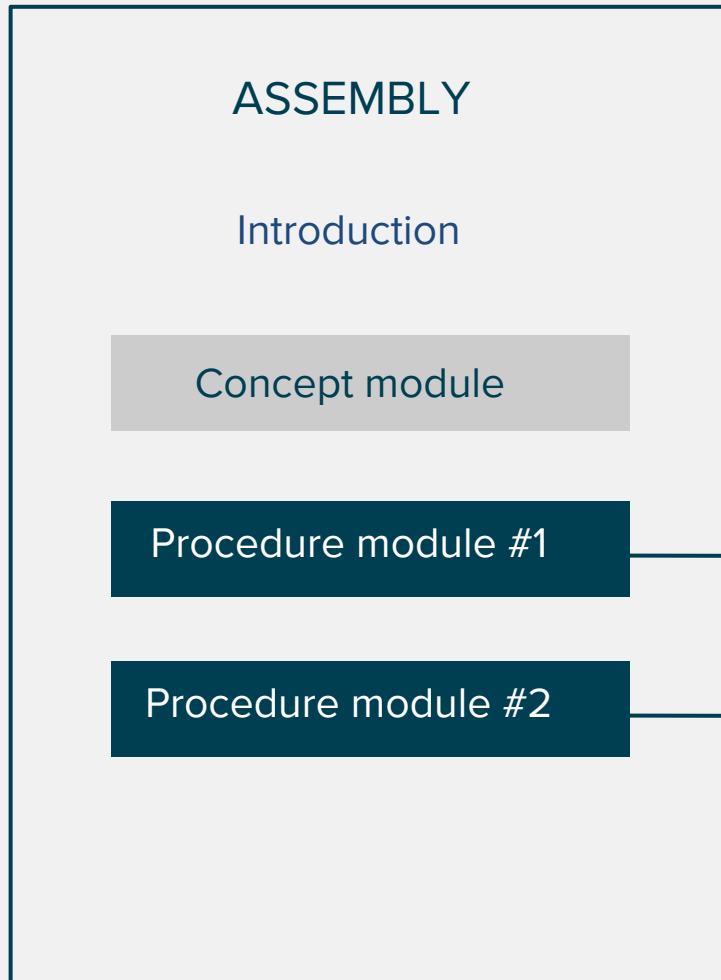 ASSEMBLY
Introduction
Concept module
Procedure module #1
Procedure module #2